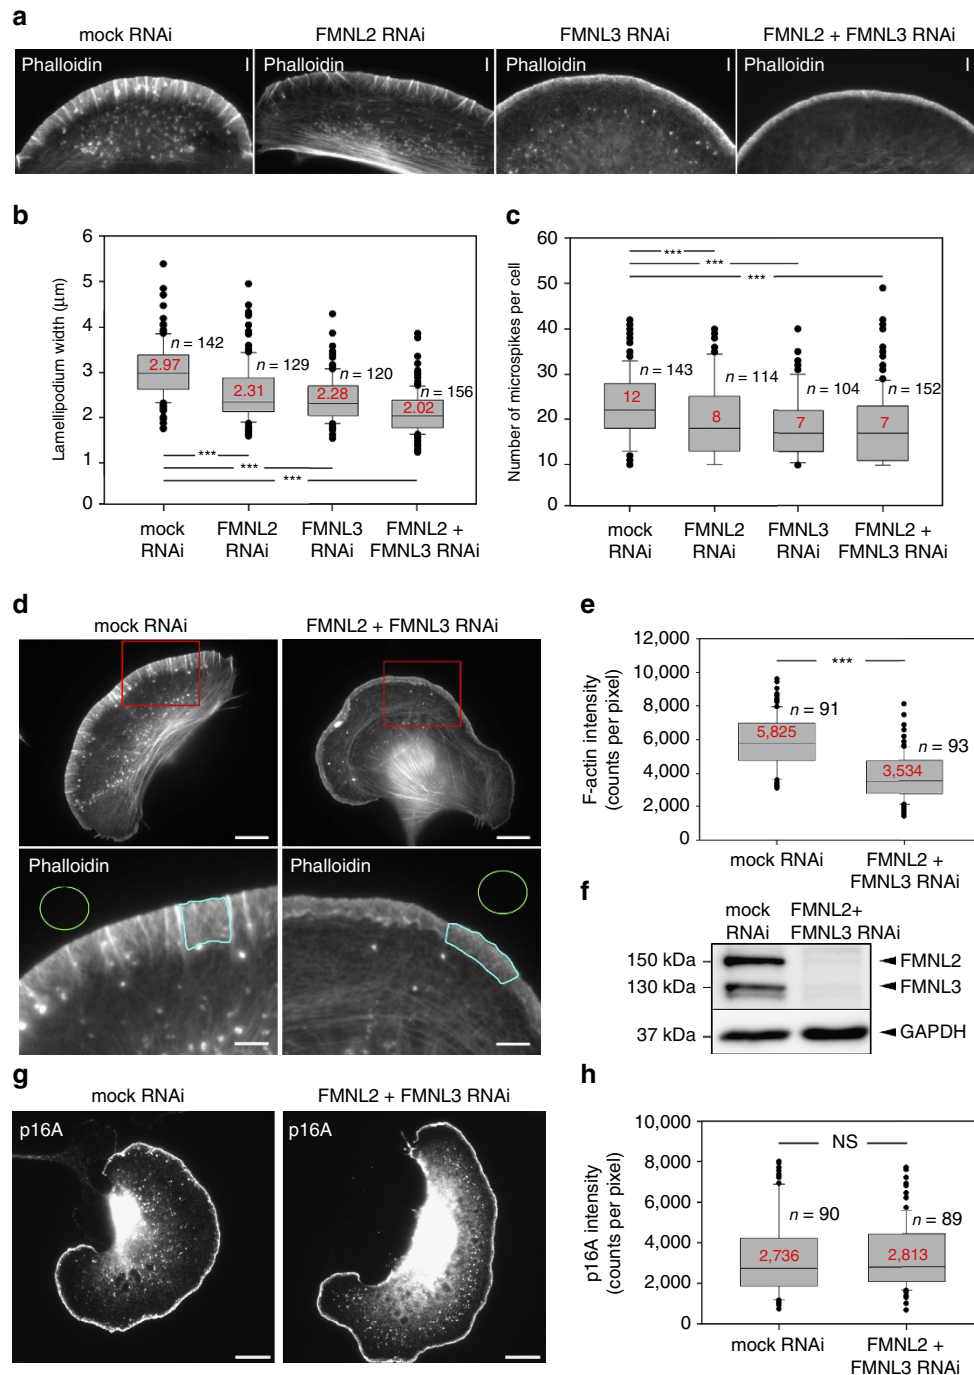 a
mock RNAi
FMNL2 RNAi
FMNL3 RNAi
FMNL2 + FMNL3 RNAi
Phalloidin
Phalloidin
Phalloidin
Phalloidin
b
Lamellipodium width (μm)
6
5
4
3
2
1
0
n = 142
n = 129
n = 120
n = 156
2.97
2.31
2.28
2.02
***
***
***
mock RNAi
FMNL2 RNAi
FMNL3 RNAi
FMNL2 + FMNL3 RNAi
c
Number of microspikes per cell
60
50
40
30
20
10
0
***
***
***
n = 143
n = 114
n = 104
n = 152
12
8
7
7
mock RNAi
FMNL2 RNAi
FMNL3 RNAi
FMNL2 + FMNL3 RNAi
d
mock RNAi
FMNL2 + FMNL3 RNAi
Phalloidin
Phalloidin
e
F-actin intensity (counts per pixel)
12,000
10,000
8,000
6,000
4,000
2,000
0
***
n = 91
n = 93
5,825
3,534
mock RNAi
FMNL2 + FMNL3 RNAi
f
mock RNAi
FMNL2+ FMNL3 RNAi
150 kDa
FMNL2
130 kDa
FMNL3
37 kDa
GAPDH
g
mock RNAi
FMNL2 + FMNL3 RNAi
p16A
p16A
h
p16A intensity (counts per pixel)
10,000
8,000
6,000
4,000
2,000
0
NS
n = 90
n = 89
2,736
2,813
mock RNAi
FMNL2 + FMNL3 RNAi